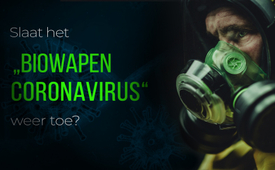 Slaat het
„BIOWAPEN
CORONAVIRUS“
weer toe?